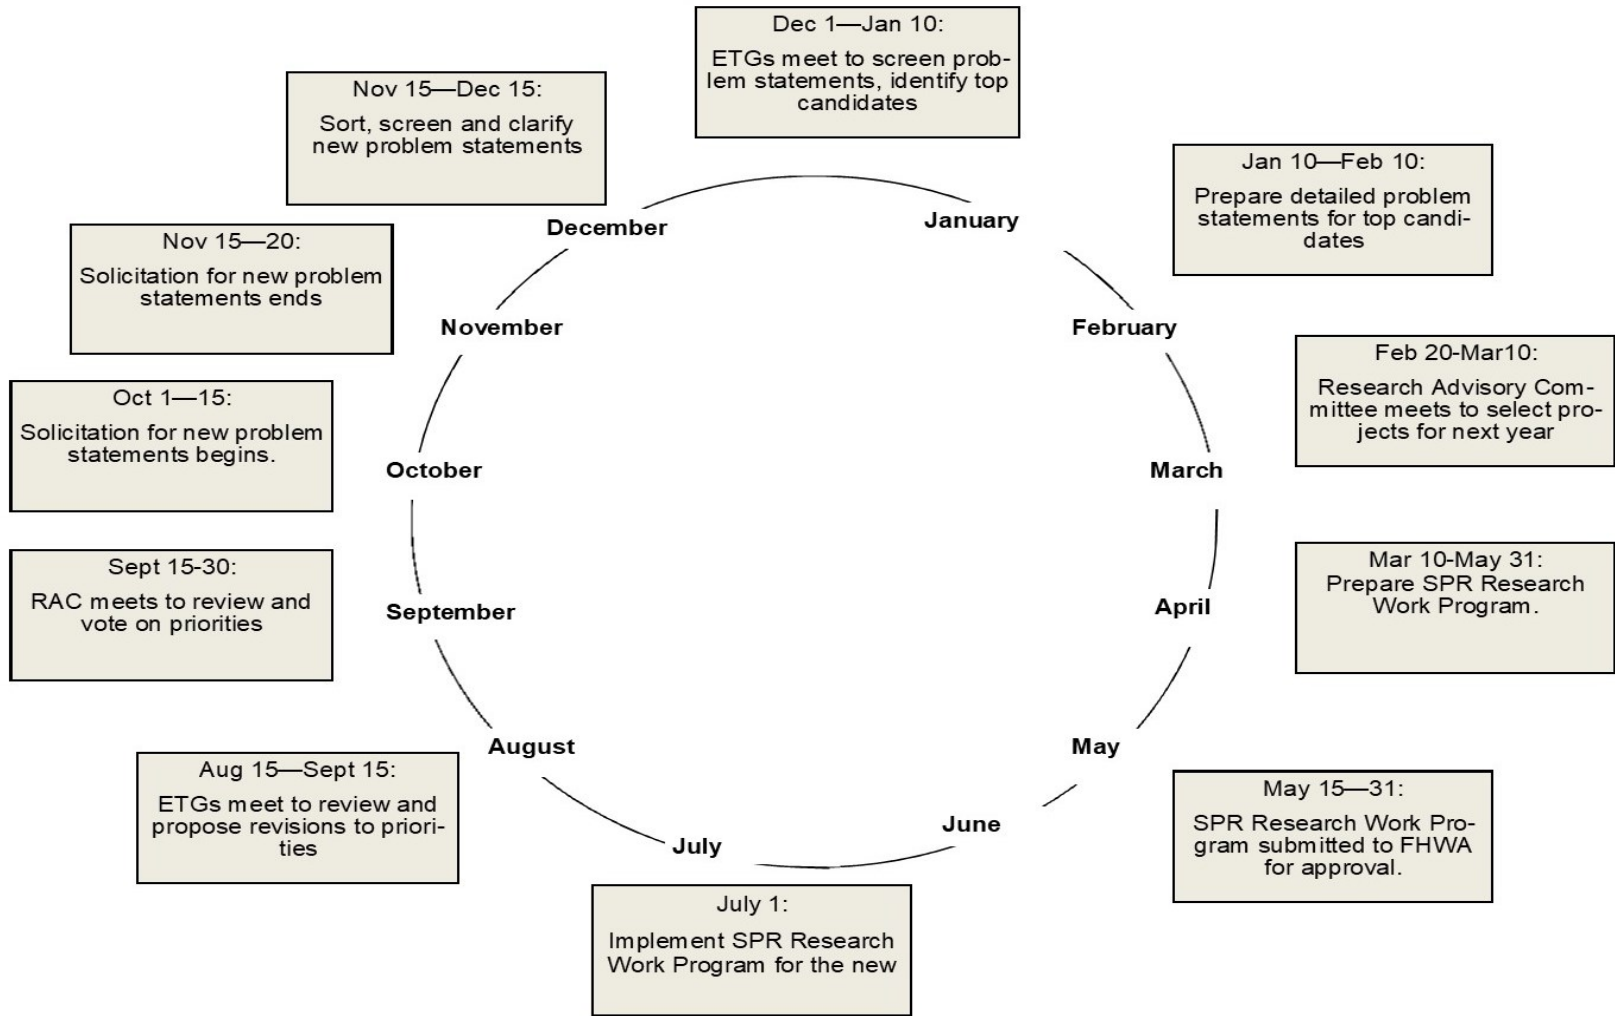 Dec 1—Jan 10:
ETGs meet to screen prob-
lem statements, identify top
candidates
Nov 15—Dec 15:
Sort, screen and clarify
new problem statements
Jan 10—Feb 10:
Prepare detailed problem
statements for top candi-
dates
December
January
Nov 15—20:
Solicitation for new problem
statements ends
November
February
Feb 20-Mar10:
Research Advisory Com-
mittee meets to select pro-
jects for next year
Oct 1—15:
Solicitation for new problem
statements begins.
October
March
Sept 15-30:
RAC meets to review and
vote on priorities
September
April
Mar 10-May 31:
Prepare SPR Research
Work Program.
August
May
Aug 15—Sept 15:
ETGs meet to review and
propose revisions to priori-
ties
July
June
May 15—31:
SPR Research Work Pro-
gram submitted to FHWA
for approval.
July 1:
Implement SPR Research
Work Program for the new